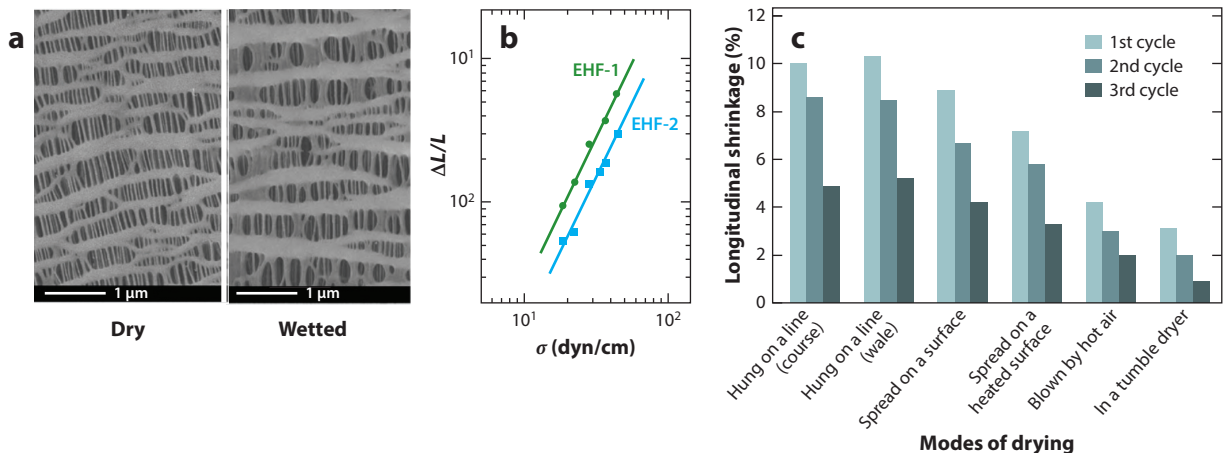 a
1 μm
1 μm
Dry
Wetted
b
10¹
10²
ΔL/L
EHF-1
EHF-2
10¹
10²
σ (dyn/cm)
c
12
10
8
6
4
2
0
Longitudinal shrinkage (%)
1st cycle
2nd cycle
3rd cycle
Hung on a line
(course)
Hung on a line
(wale)
Spread on a surface
Spread on a
heated surface
Blown by hot air
In a tumble dryer
Modes of drying